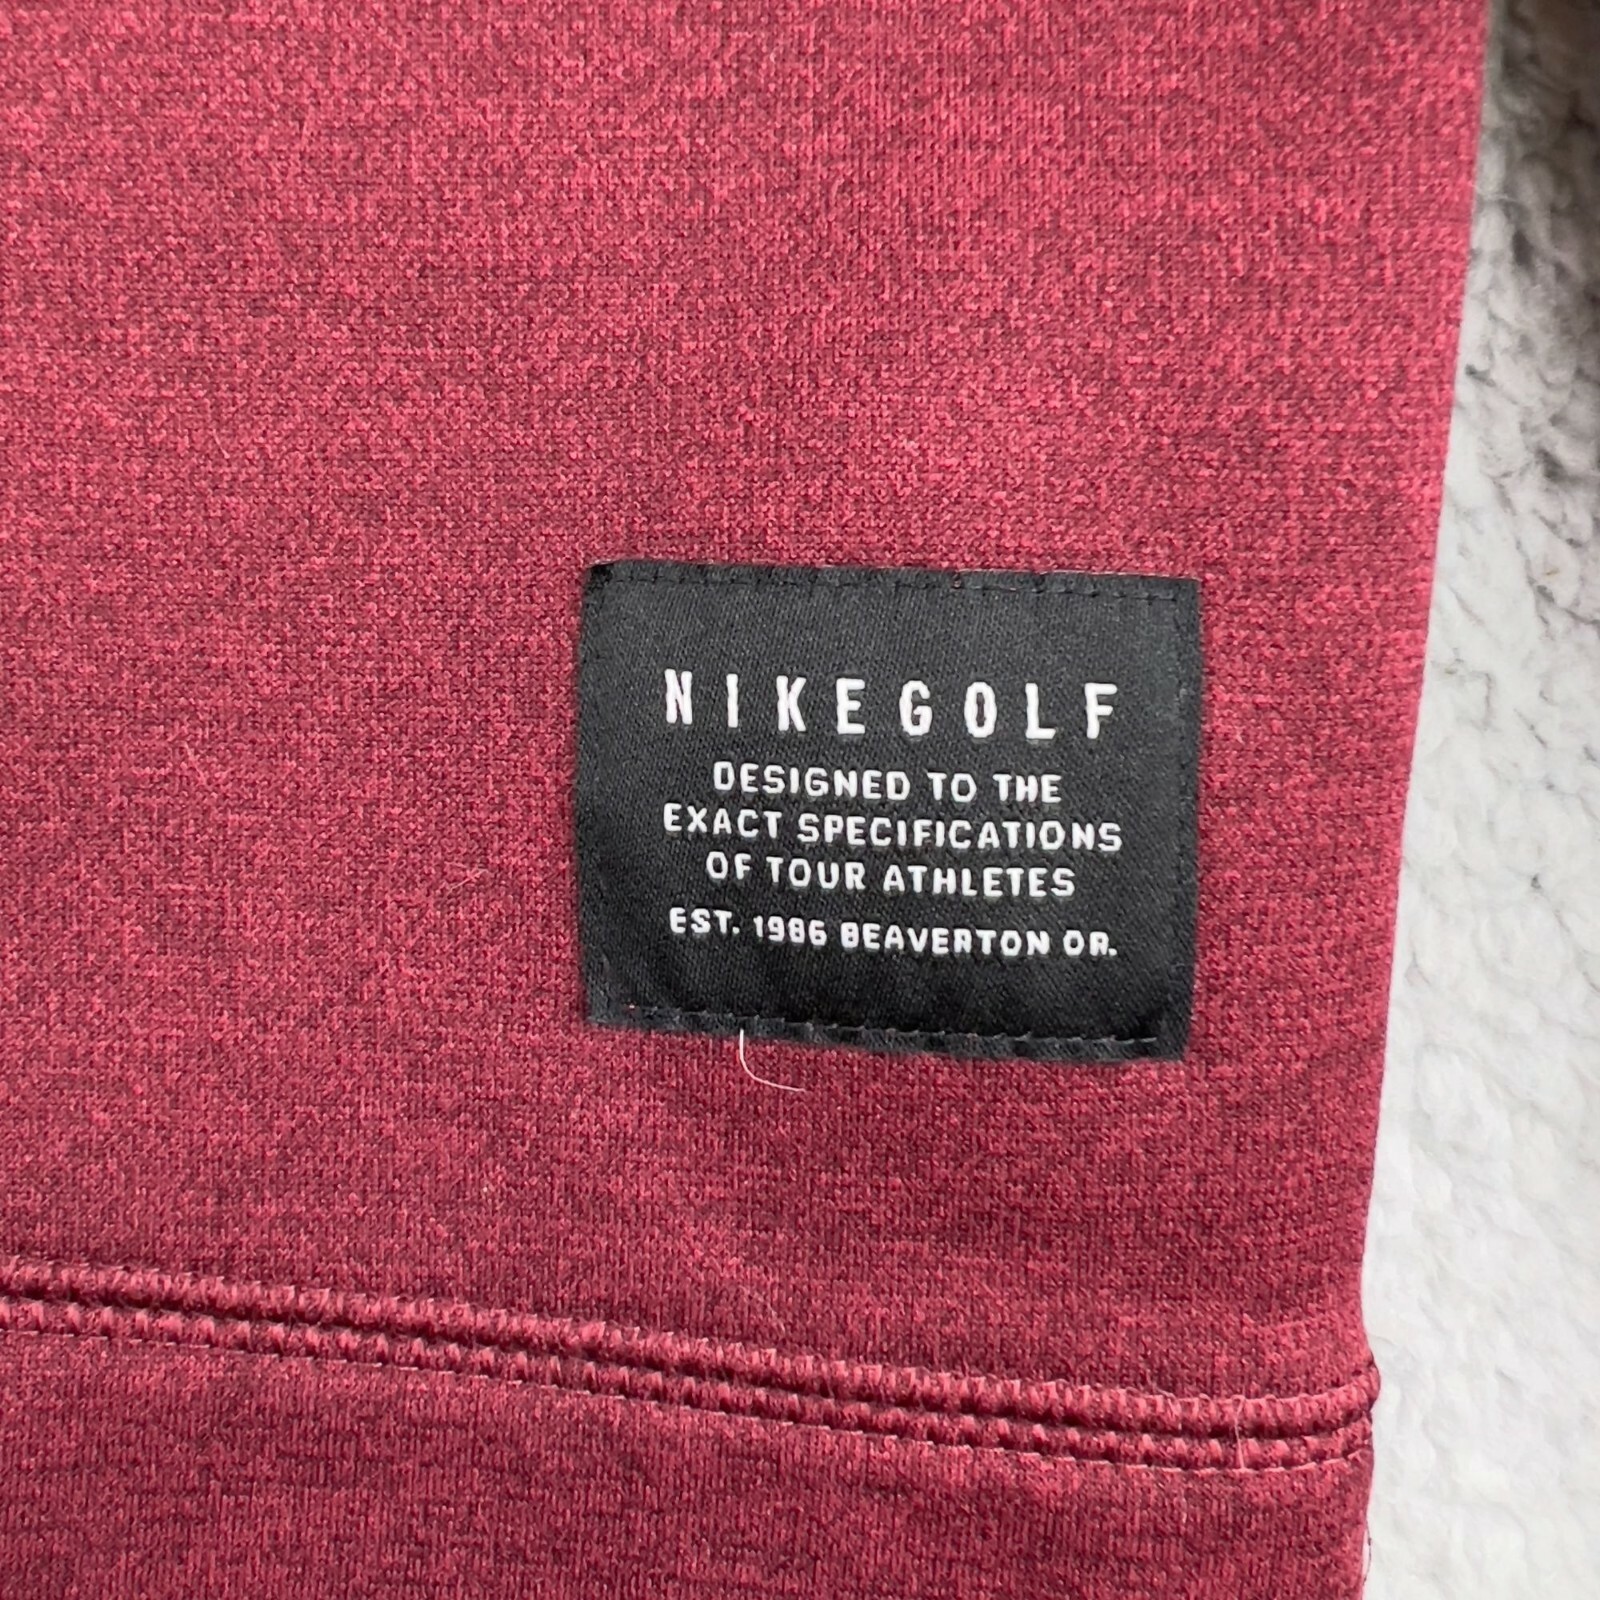 NIKEGOLF
DESIGNED TO THE
EXACT SPECIFICATIONS
OF TOUR ATHLETES
EST. 1986 BEAVERTON OR.